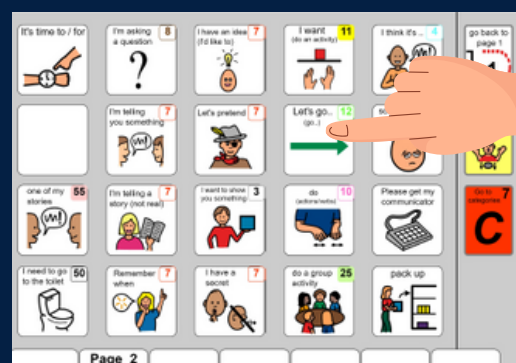 It's time to / for
I'm asking
a question
8
I have an idea
(I'd like to)
7
I want
(do an activity)
11
I think it's ..
4
go back to
page 1
1
I'm telling
you something
7
Let's pretend
7
Let's go..
(go..)
12
one of my
stories
55
I'm telling a
story (not real)
7
I want to show
you something
3
do
(actions/verbs)
10
Please get my
communicator
Go to
categories
7
C
I need to go
to the toilet
50
Remember
when
7
I have a
secret
7
do a group
activity
25
pack up
Page 2